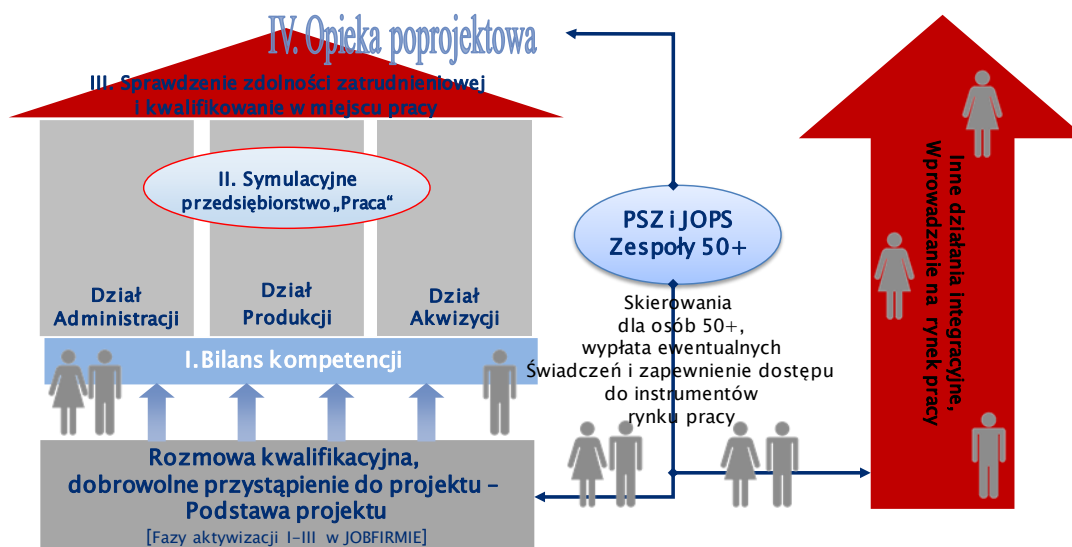 IV. Opieka poprojektowa
III. Sprawdzenie zdolności zatrudnieniowej
i kwalifikowanie w miejscu pracy
II. Symulacyjne
przedsiębiorstwo „Praca“
Dział
Administracji
Dział
Produkcji
Dział
Akwizycji
I. Bilans kompetencji
Rozmowa kwalifikacyjna,
dobrowolne przystąpienie do projektu –
Podstawa projektu
[Fazy aktywizacji I-III w JOBFIRMIE]
PSZ i JOPS
Zespoły 50+
Skierowania
dla osób 50+,
wypłata ewentualnych
Świadczeń i zapewnienie dostępu
do instrumentów
rynku pracy
Inne działania integracyjne,
Wprowadzanie na rynek pracy